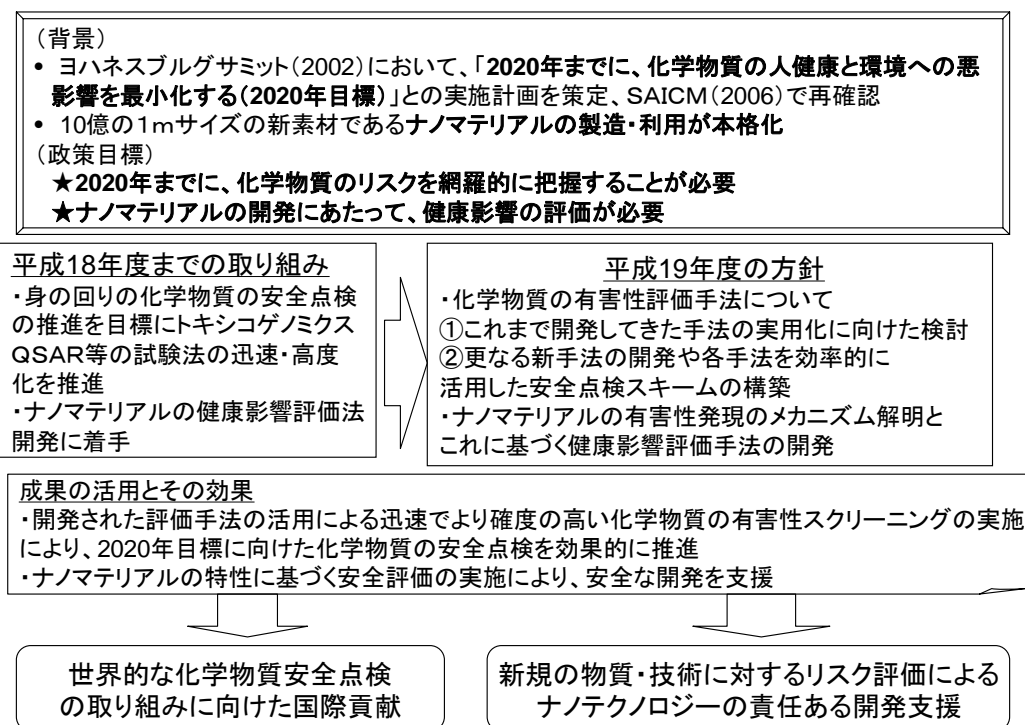 （背景）
• ヨハネスブルグサミット（2002）において、「2020年までに、化学物質の人健康と環境への悪
影響を最小化する（2020年目標）」との実施計画を策定、SAICM（2006）で再確認
• 10億の1ｍサイズの新素材であるナノマテリアルの製造・利用が本格化
（政策目標）
★2020年までに、化学物質のリスクを網羅的に把握することが必要
★ナノマテリアルの開発にあたって、健康影響の評価が必要
平成18年度までの取り組み
・身の回りの化学物質の安全点検
の推進を目標にトキシコゲノミクス
ＱＳＡＲ等の試験法の迅速・高度
化を推進
・ナノマテリアルの健康影響評価法
開発に着手
平成19年度の方針
・化学物質の有害性評価手法について
①これまで開発してきた手法の実用化に向けた検討
②更なる新手法の開発や各手法を効率的に
活用した安全点検スキームの構築
・ナノマテリアルの有害性発現のメカニズム解明と
これに基づく健康影響評価手法の開発
成果の活用とその効果
・開発された評価手法の活用による迅速でより確度の高い化学物質の有害性スクリーニングの実施
により、2020年目標に向けた化学物質の安全点検を効果的に推進
・ナノマテリアルの特性に基づく安全評価の実施により、安全な開発を支援
世界的な化学物質安全点検
の取り組みに向けた国際貢献
新規の物質・技術に対するリスク評価による
ナノテクノロジーの責任ある開発支援